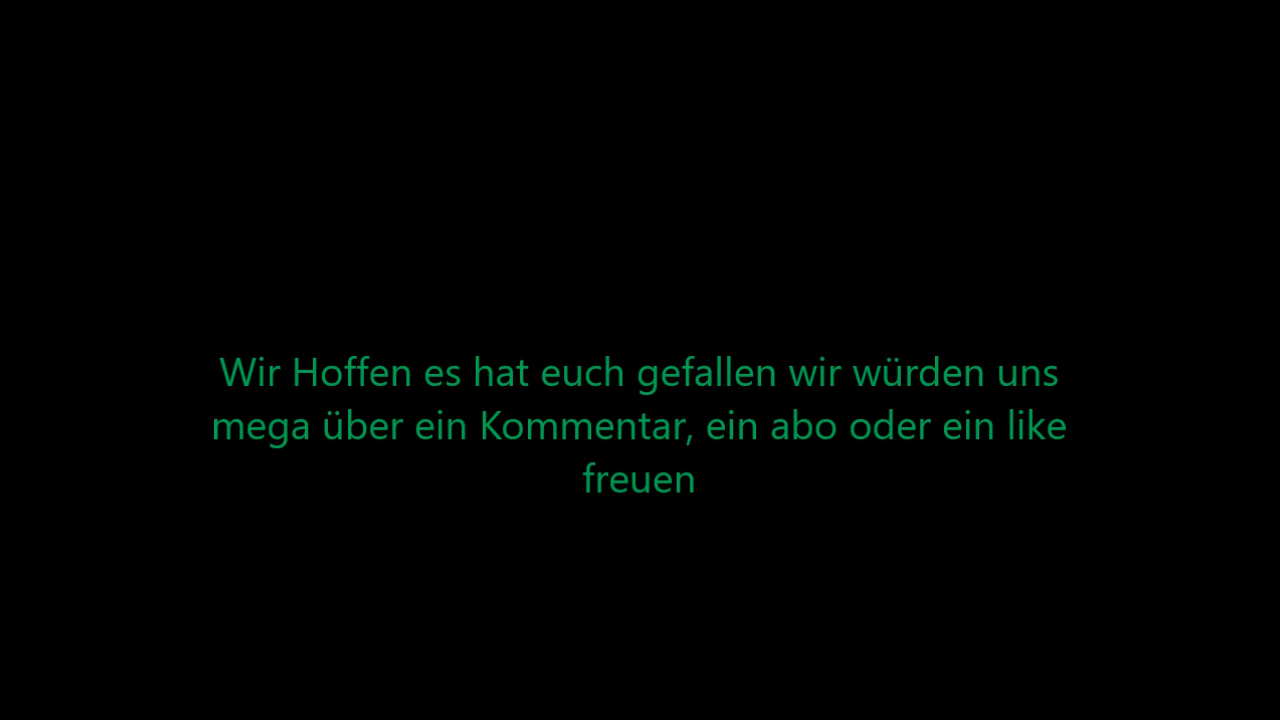 Wir Hoffen es hat euch gefallen wir würden uns
mega über ein Kommentar, ein abo oder ein like
freuen